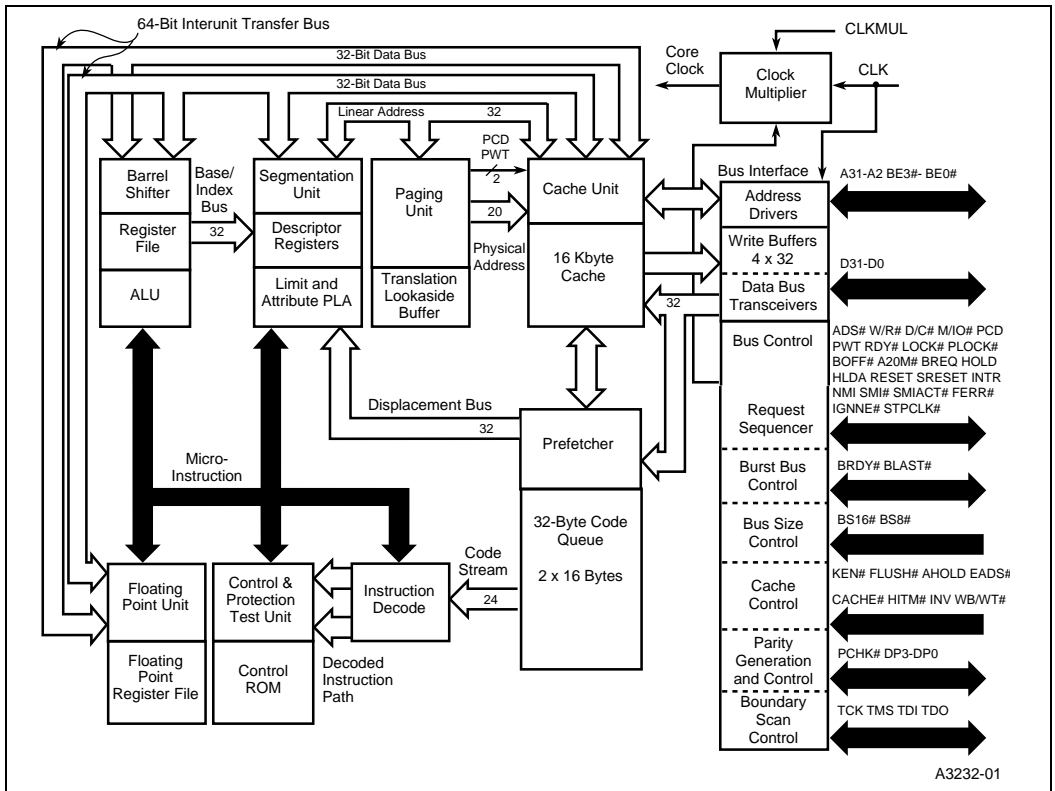 64-Bit Interunit Transfer Bus
32-Bit Data Bus
32-Bit Data Bus
Linear Address
32
CLKMUL
Core
Clock
Clock
Multiplier
CLK
PCD
PWT
2
20
Physical
Address
Barrel
Shifter
Register
File
ALU
Base/
Index
Bus
32
Segmentation
Unit
Descriptor
Registers
Limit and
Attribute PLA
Paging
Unit
Translation
Lookaside
Buffer
Cache Unit
16 Kbyte
Cache
32
Bus Interface
Address
Drivers
Write Buffers
4 x 32
Data Bus
Transceivers
Bus Control
Request
Sequencer
Burst Bus
Control
Bus Size
Control
Cache
Control
Parity
Generation
and Control
Boundary
Scan
Control
A31-A2 BE3#- BE0#
D31-D0
ADS# W/R# D/C# M/IO# PCD
PWT RDY# LOCK# PLOCK#
BOFF# A20M# BREQ HOLD
HLDA RESET SRESET INTR
NMI SMI# SMIACT# FERR#
IGNNE# STPCLK#
BRDY# BLAST#
BS16# BS8#
KEN# FLUSH# AHOLD EADS#
CACHE# HITM# INV WB/WT#
PCHK# DP3-DP0
TCK TMS TDI TDO
Displacement Bus
32
Prefetcher
32-Byte Code
Queue
2 x 16 Bytes
Micro-
Instruction
Code
Stream
24
Floating
Point Unit
Floating
Point
Register File
Control &
Protection
Test Unit
Control
ROM
Instruction
Decode
Decoded
Instruction
Path
A3232-01